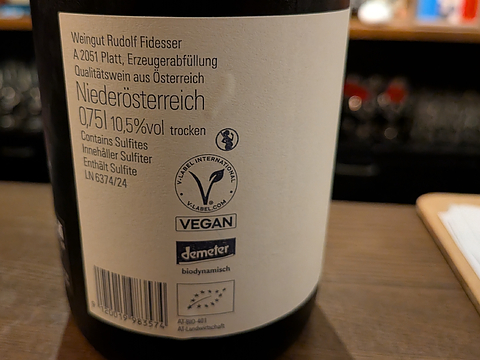 Weingut Rudolf Fidesser
A 2051 Platt, Erzeugerabfüllung
Qualitätswein aus Österreich
Niederösterreich
0,75l 10,5%vol trocken
Contains Sulfites
Innehåller Sulfiter
Enthält Sulfite
LN 6374/24
V-LABEL INTERNATIONAL
V-LABEL.COM
VEGAN
demeter
biodynamisch
AT-BIO 401
AT-Landwirtschaft